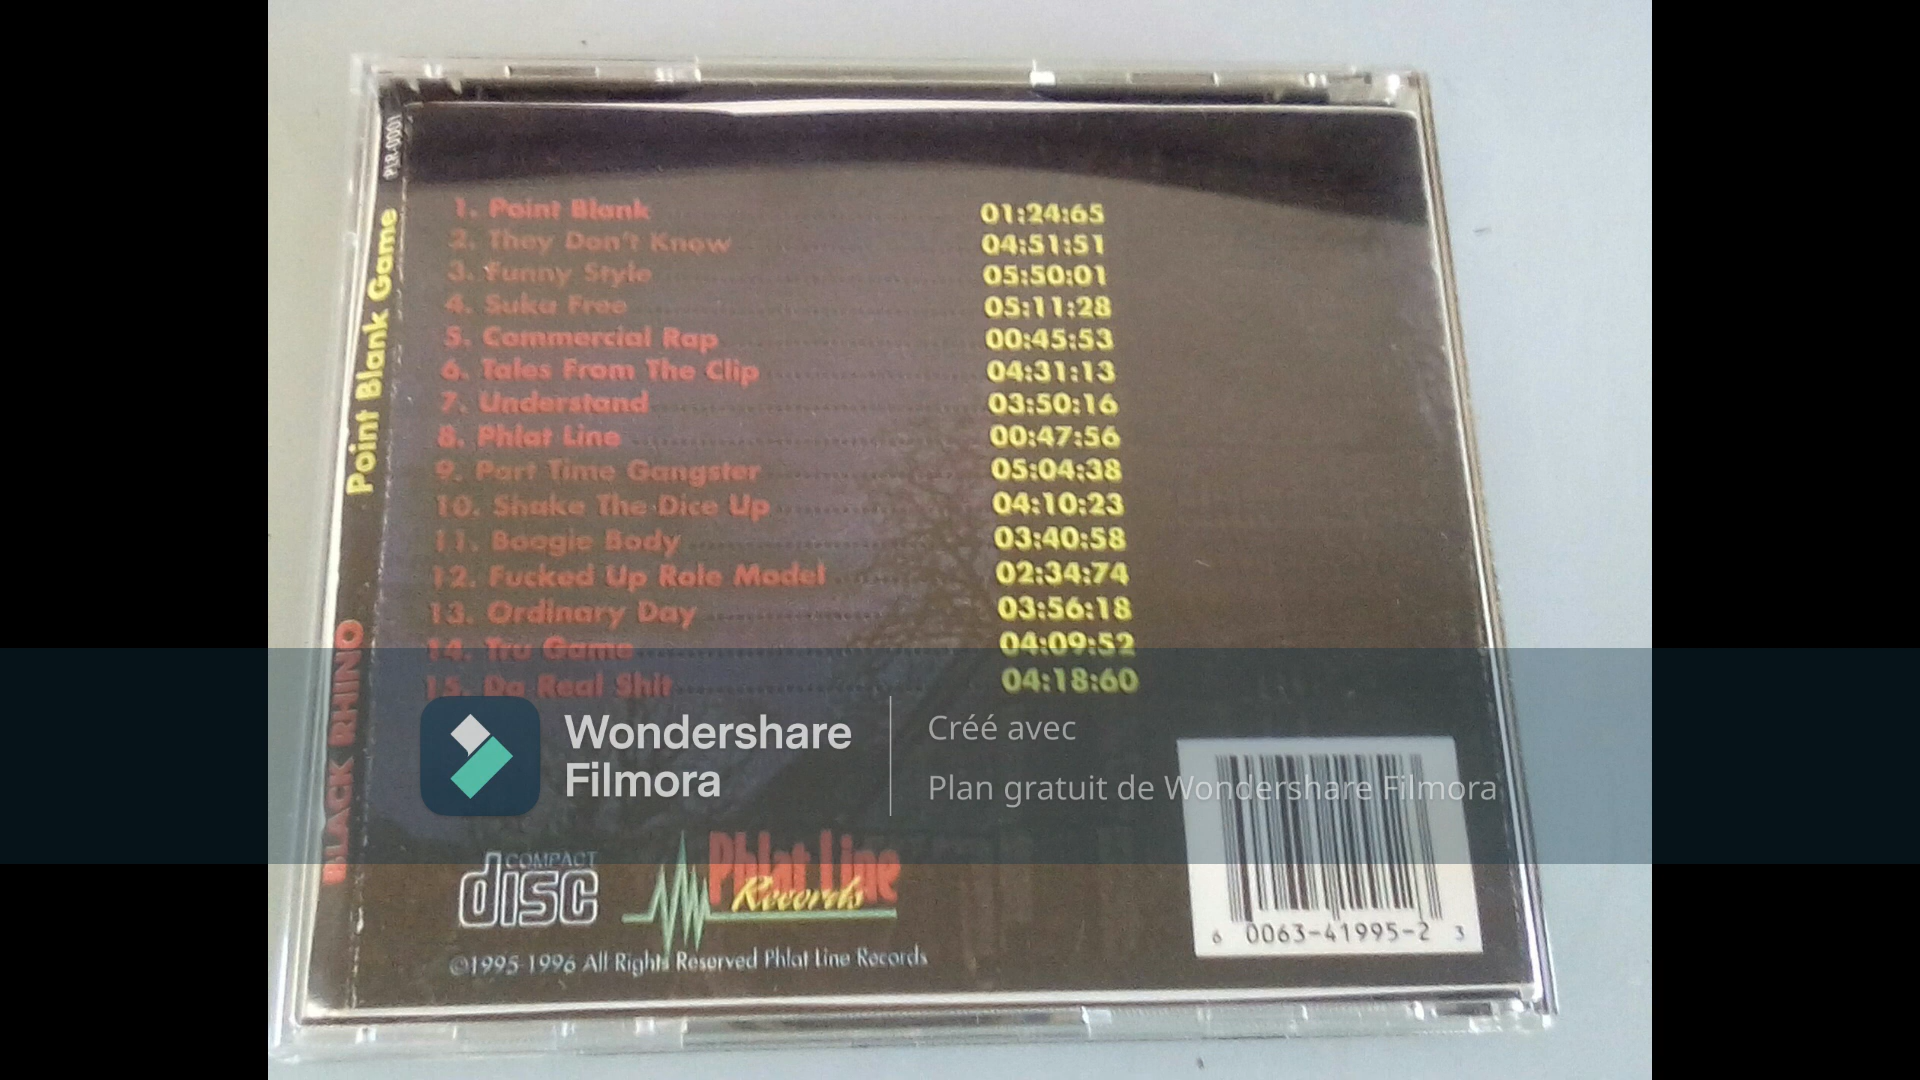 PLR-0001
Point Blank Game
BLACK RHINO
1. Point Blank 01:24:65
2. They Don't Know 04:51:51
3. Funny Style 05:50:01
4. Suka Free 05:11:28
5. Commercial Rap 00:45:53
6. Tales From The Clip 04:31:13
7. Understand 03:50:16
8. Phlat Line 00:47:56
9. Part Time Gangster 05:04:38
10. Shake The Dice Up 04:10:23
11. Boogie Body 03:40:58
12. Fucked Up Role Model 02:34:74
13. Ordinary Day 03:56:18
14. Tru Game 04:09:52
15. Da Real Shit 04:18:60
Wondershare
Filmora
Créé avec
Plan gratuit de Wondershare Filmora
COMPACT
disc
Phlat Line
Records
6 0063-41995-2 3
©1995-1996 All Rights Reserved Phlat Line Records